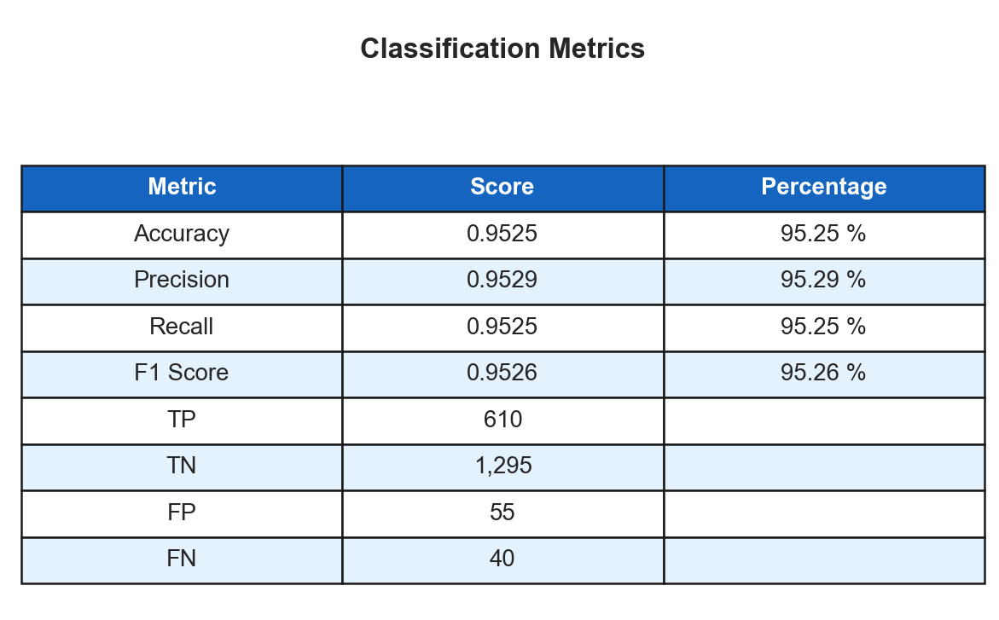 Classification Metrics
Metric Score Percentage
Accuracy 0.9525 95.25 %
Precision 0.9529 95.29 %
Recall 0.9525 95.25 %
F1 Score 0.9526 95.26 %
TP 610
TN 1,295
FP 55
FN 40